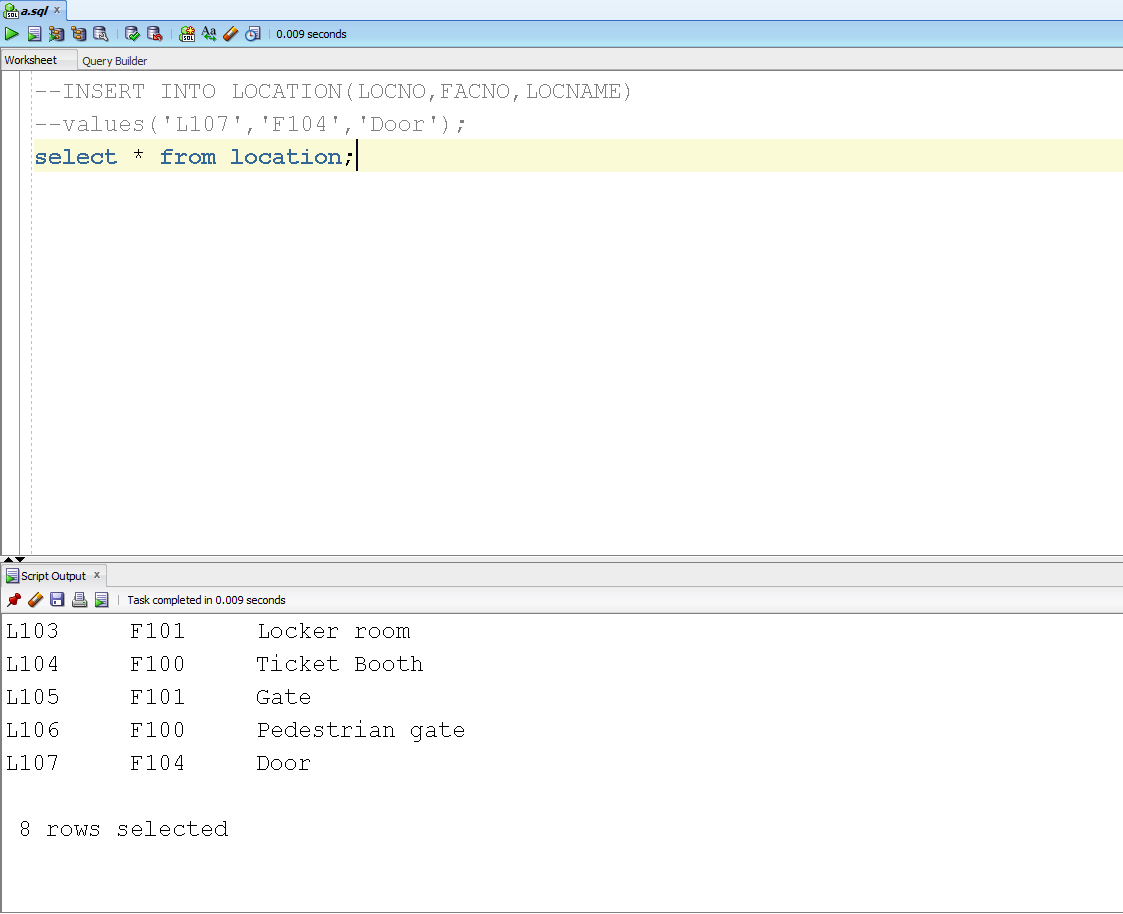 a.sql x
0.009 seconds
Worksheet Query Builder
--INSERT INTO LOCATION(LOCNO,FACNO,LOCNAME)
--values('L107','F104','Door');
select * from location;
Script Output x
Task completed in 0.009 seconds
L103 F101 Locker room
L104 F100 Ticket Booth
L105 F101 Gate
L106 F100 Pedestrian gate
L107 F104 Door
8 rows selected